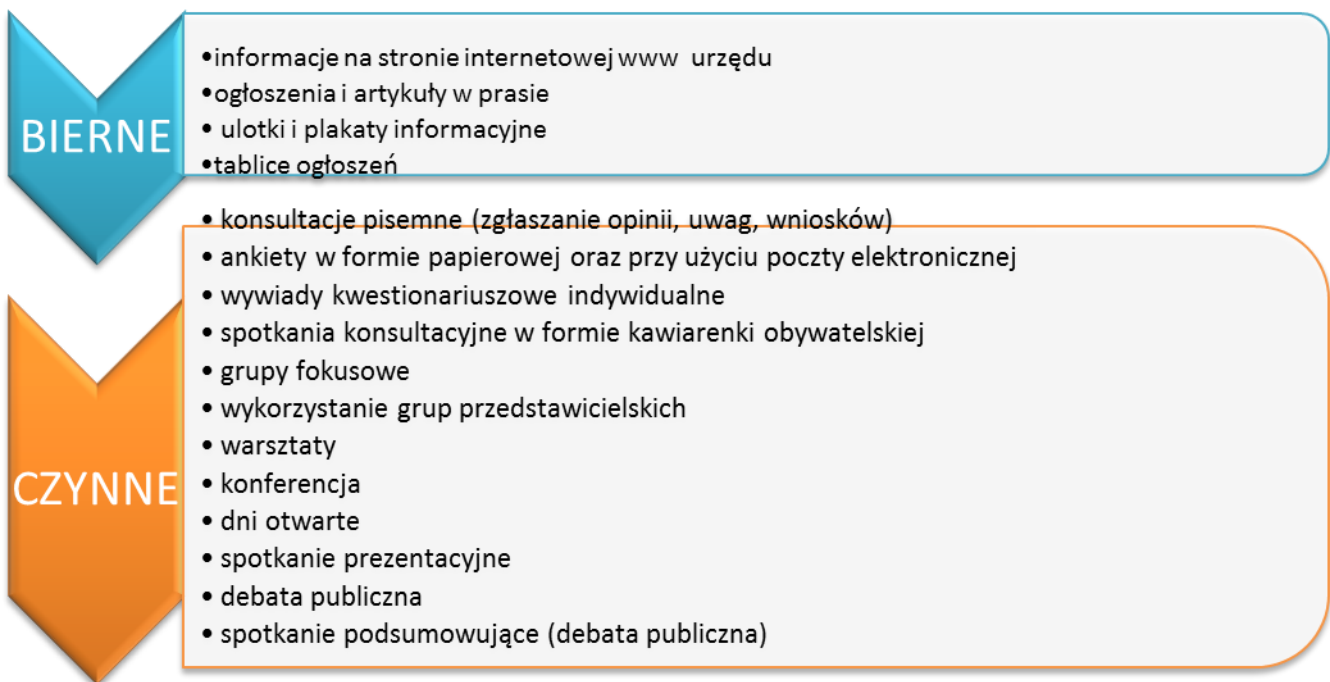 BIERNE
•informacje na stronie internetowej www urzędu
•ogłoszenia i artykuły w prasie
• ulotki i plakaty informacyjne
•tablice ogłoszeń
CZYNNE
• konsultacje pisemne (zgłaszanie opinii, uwag, wniosków)
• ankiety w formie papierowej oraz przy użyciu poczty elektronicznej
• wywiady kwestionariuszowe indywidualne
• spotkania konsultacyjne w formie kawiarenki obywatelskiej
• grupy fokusowe
• wykorzystanie grup przedstawicielskich
• warsztaty
• konferencja
• dni otwarte
• spotkanie prezentacyjne
• debata publiczna
• spotkanie podsumowujące (debata publiczna)